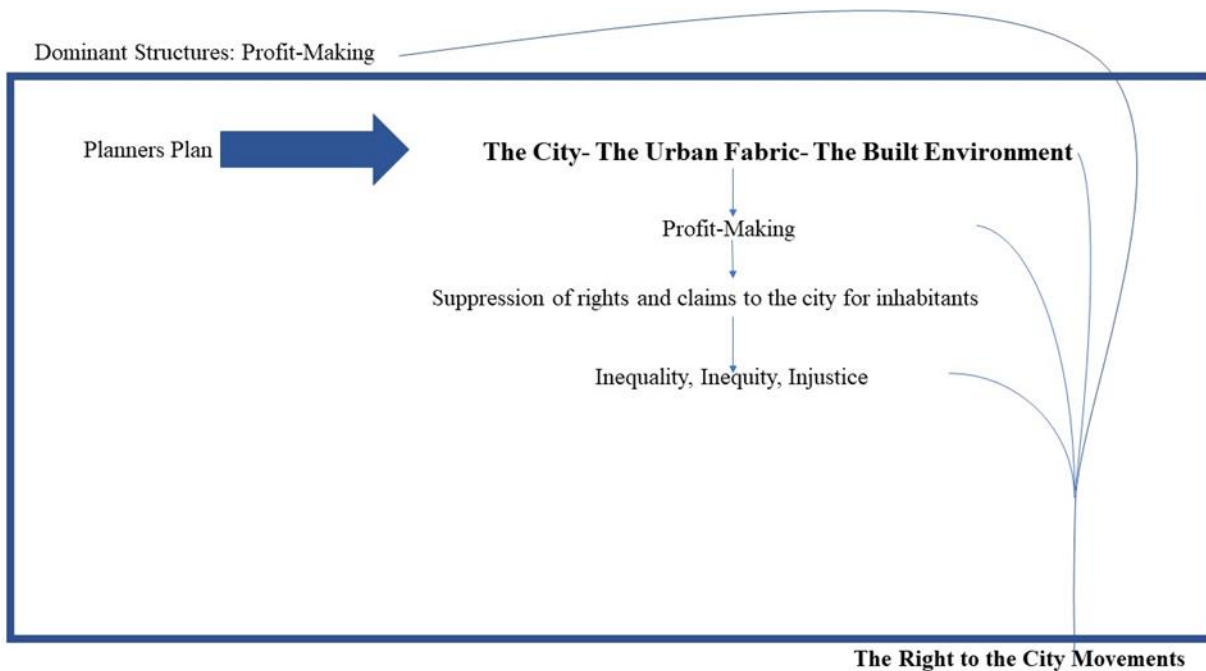 Dominant Structures: Profit-Making
Planners Plan
The City- The Urban Fabric- The Built Environment
Profit-Making
Suppression of rights and claims to the city for inhabitants
Inequality, Inequity, Injustice
The Right to the City Movements